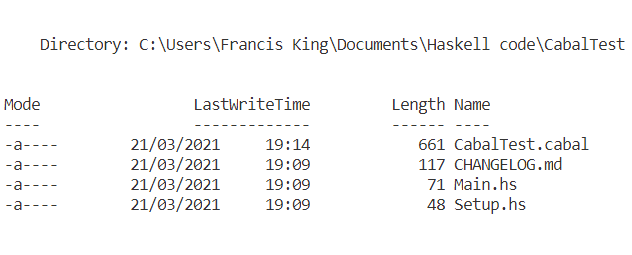 Directory: C:\Users\Francis King\Documents\Haskell code\CabalTest
Mode LastWriteTime Length Name
---- ------------- ------ ----
-a---- 21/03/2021 19:14 661 CabalTest.cabal
-a---- 21/03/2021 19:09 117 CHANGELOG.md
-a---- 21/03/2021 19:09 71 Main.hs
-a---- 21/03/2021 19:09 48 Setup.hs